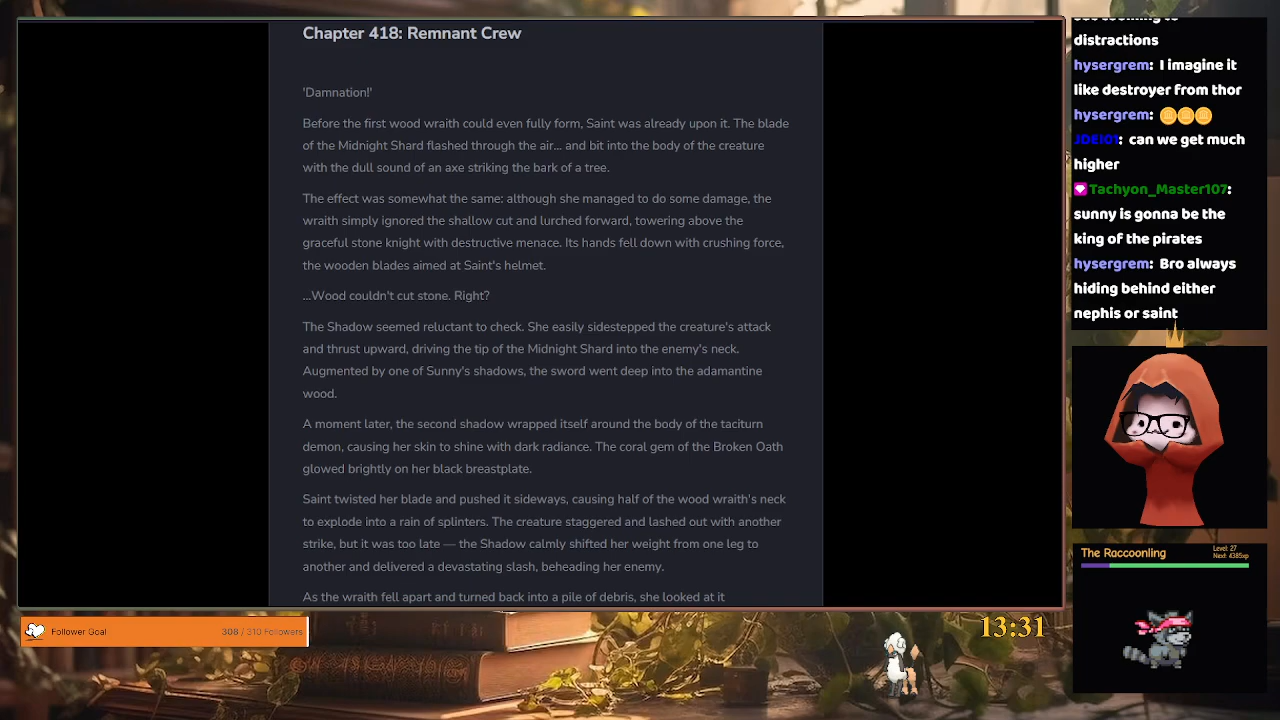 Chapter 418: Remnant Crew
'Damnation!'
Before the first wood wraith could even fully form, Saint was already upon it. The blade
of the Midnight Shard flashed through the air... and bit into the body of the creature
with the dull sound of an axe striking the bark of a tree.
The effect was somewhat the same: although she managed to do some damage, the
wraith simply ignored the shallow cut and lurched forward, towering above the
graceful stone knight with destructive menace. Its hands fell down with crushing force,
the wooden blades aimed at Saint's helmet.
...Wood couldn't cut stone. Right?
The Shadow seemed reluctant to check. She easily sidestepped the creature's attack
and thrust upward, driving the tip of the Midnight Shard into the enemy's neck.
Augmented by one of Sunny's shadows, the sword went deep into the adamantine
wood.
A moment later, the second shadow wrapped itself around the body of the taciturn
demon, causing her skin to shine with dark radiance. The coral gem of the Broken Oath
glowed brightly on her black breastplate.
Saint twisted her blade and pushed it sideways, causing half of the wood wraith's neck
to explode into a rain of splinters. The creature staggered and lashed out with another
strike, but it was too late — the Shadow calmly shifted her weight from one leg to
another and delivered a devastating slash, beheading her enemy.
As the wraith fell apart and turned back into a pile of debris, she looked at it
distractions
hysergrem: I imagine it
like destroyer from thor
hysergrem:
JDEI01: can we get much
higher
Tachyon_Master107:
sunny is gonna be the
king of the pirates
hysergrem: Bro always
hiding behind either
nephis or saint
The Raccoonling
Level: 27
Next: 4385xp
Follower Goal
308 / 310 Followers
13:31